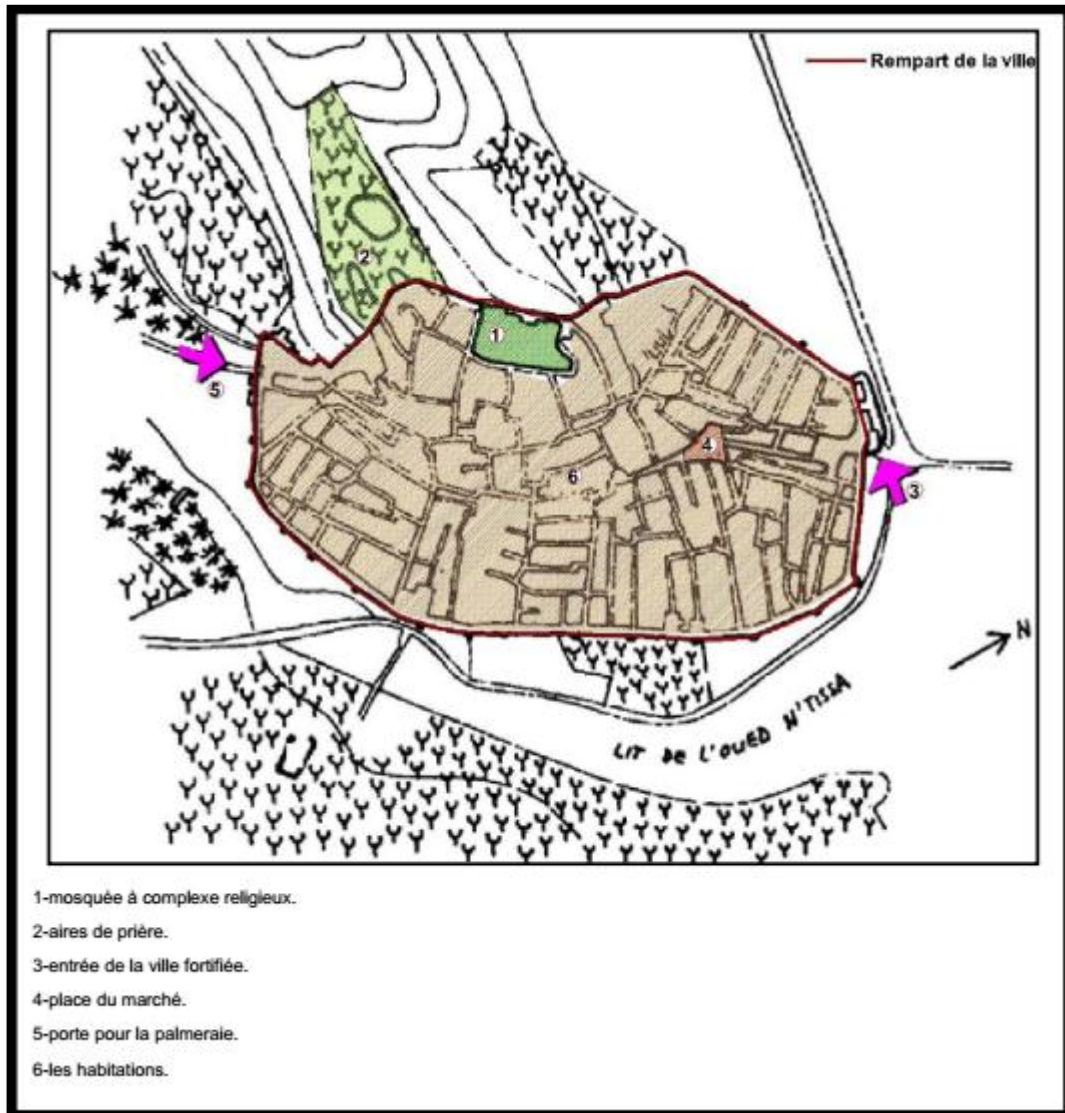 Rempart de la ville
2
1
5
4
6
3
N
LIT DE L'OUED N'TISSA
1-mosquée à complexe religieux.
2-aires de prière.
3-entrée de la ville fortifiée.
4-place du marché.
5-porte pour la palmeraie.
6-les habitations.